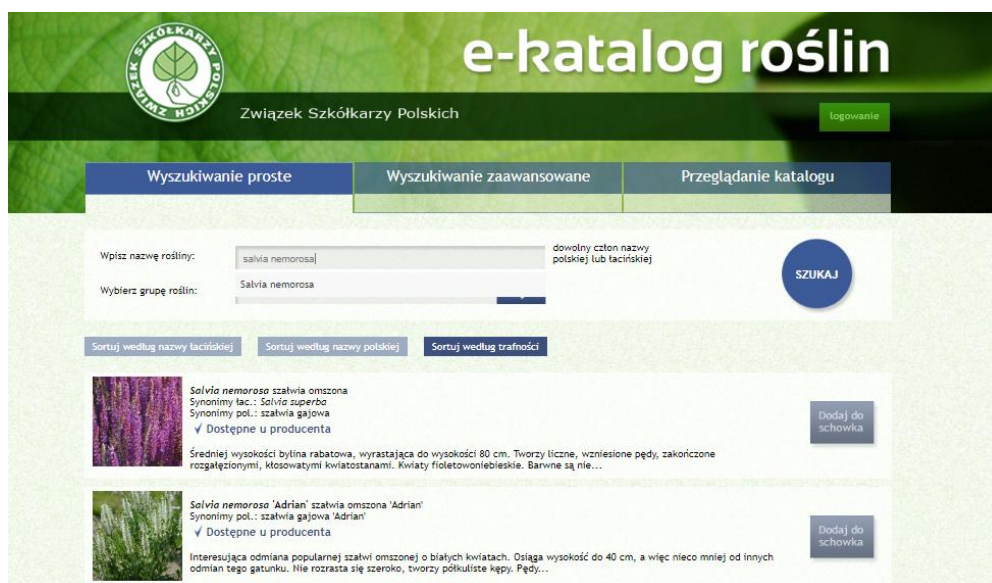 ZWIĄZEK SZKÓŁKARZY POLSKICH
e-katalog roślin
Związek Szkółkarzy Polskich
logowanie
Wyszukiwanie proste
Wyszukiwanie zaawansowane
Przeglądanie katalogu
Wpisz nazwę rośliny:
salvia nemorosa
dowolny człon nazwy
polskiej lub łacińskiej
Wybierz grupę roślin:
Salvia nemorosa
SZUKAJ
Sortuj według nazwy łacińskiej
Sortuj według nazwy polskiej
Sortuj według trafności
Salvia nemorosa szałwia omszona
Synonimy łac.: Salvia superba
Synonimy pol.: szałwia gajowa
Dostępne u producenta
Średniej wysokości bylina rabatowa, wyrastająca do wysokości 80 cm. Tworzy liczne, wzniesione pędy, zakończone
rozgałęzionymi, kłosowatymi kwiatostanami. Kwiaty fioletowoniebieskie. Barwne są nie...
Dodaj do
schowka
Salvia nemorosa 'Adrian' szałwia omszona 'Adrian'
Synonimy pol.: szałwia gajowa 'Adrian'
Dostępne u producenta
Interesująca odmiana popularnej szałwi omszonej o białych kwiatach. Osiąga wysokość do 40 cm, a więc nieco mniej od innych
odmian tego gatunku. Nie rozrasta się szeroko, tworzy półkuliste kępy. Pędy...
Dodaj do
schowka